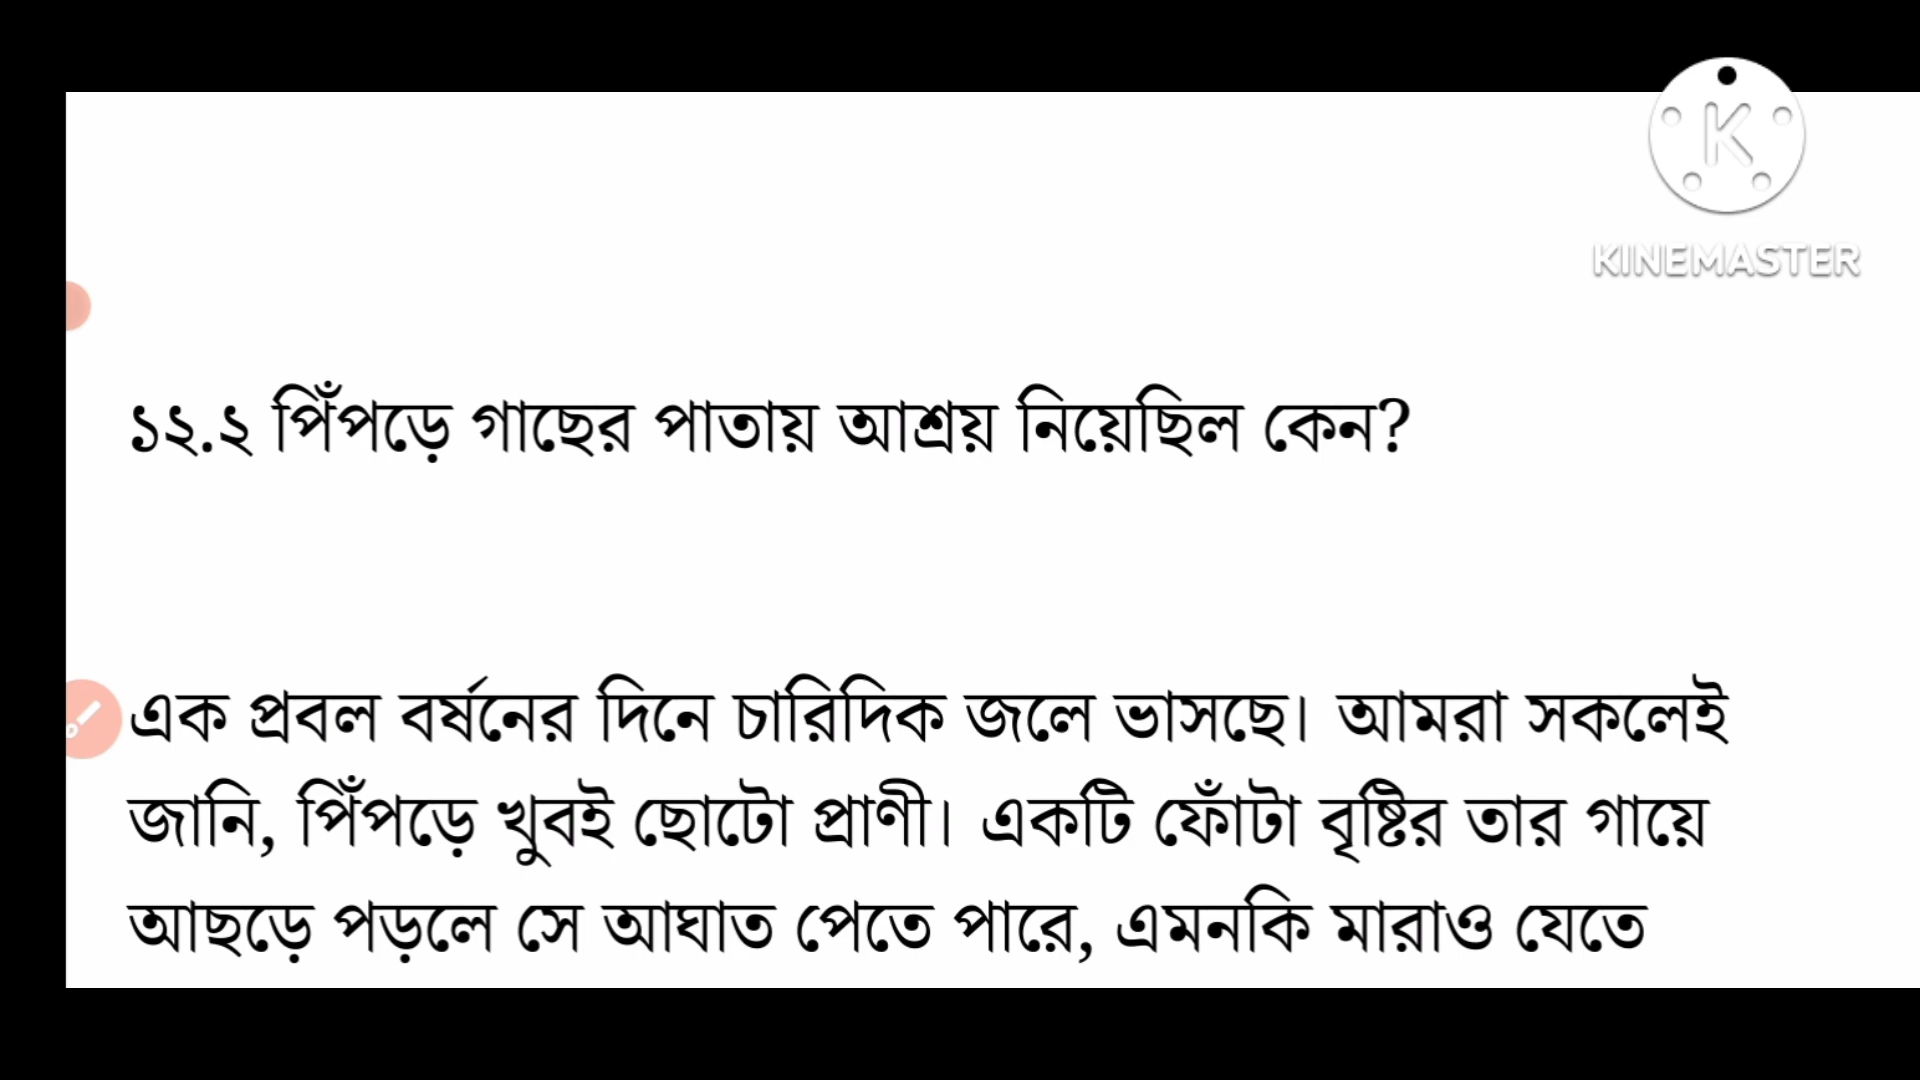 K
KINEMASTER
১২.২ পিঁপড়ে গাছের পাতায় আশ্রয় নিয়েছিল কেন?
এক প্রবল বর্ষনের দিনে চারিদিক জলে ভাসছে। আমরা সকলেই
জানি, পিঁপড়ে খুবই ছোটো প্রাণী। একটি ফোঁটা বৃষ্টির তার গায়ে
আছড়ে পড়লে সে আঘাত পেতে পারে, এমনকি মারাও যেতে